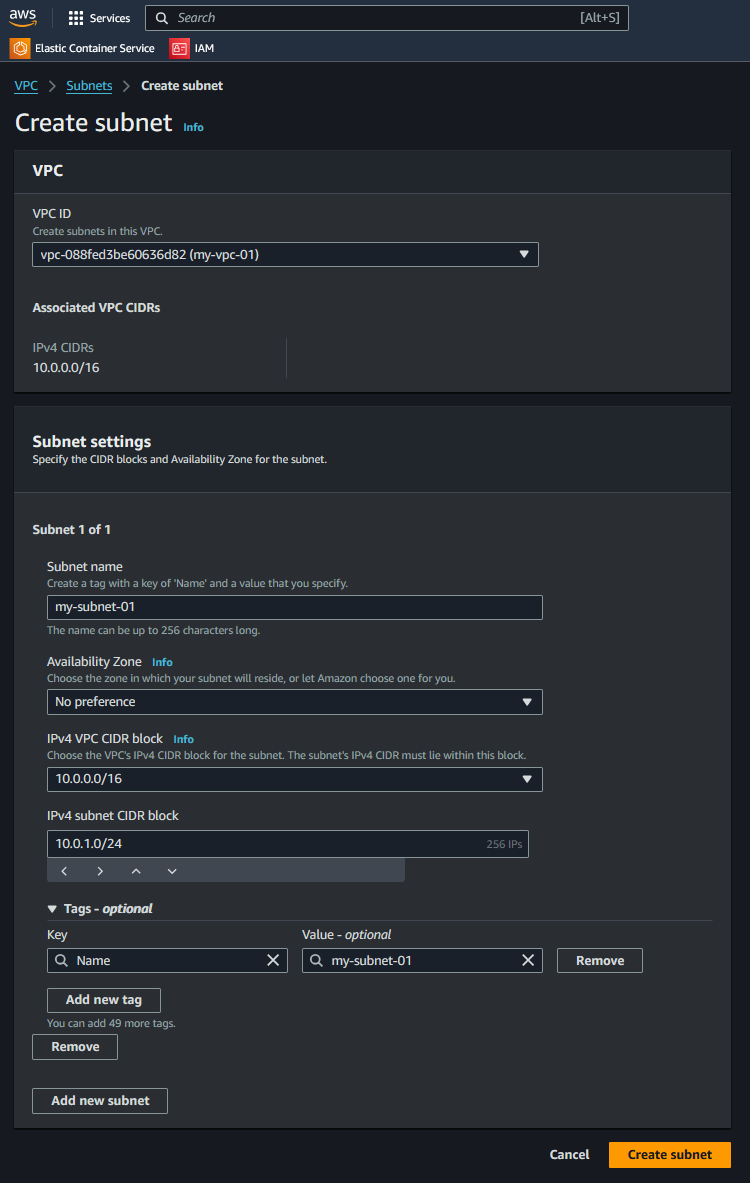 aws
Services
Search
[Alt+S]
Elastic Container Service
IAM
VPC
Subnets
Create subnet
Create subnet Info
VPC
VPC ID
Create subnets in this VPC.
vpc-088fed3be60636d82 (my-vpc-01)
Associated VPC CIDRs
IPv4 CIDRs
10.0.0.0/16
Subnet settings
Specify the CIDR blocks and Availability Zone for the subnet.
Subnet 1 of 1
Subnet name
Create a tag with a key of 'Name' and a value that you specify.
my-subnet-01
The name can be up to 256 characters long.
Availability Zone Info
Choose the zone in which your subnet will reside, or let Amazon choose one for you.
No preference
IPv4 VPC CIDR block Info
Choose the VPC's IPv4 CIDR block for the subnet. The subnet's IPv4 CIDR must lie within this block.
10.0.0.0/16
IPv4 subnet CIDR block
10.0.1.0/24 256 IPs
Tags - optional
Key
Value - optional
Name
my-subnet-01
Remove
Add new tag
You can add 49 more tags.
Remove
Add new subnet
Cancel
Create subnet